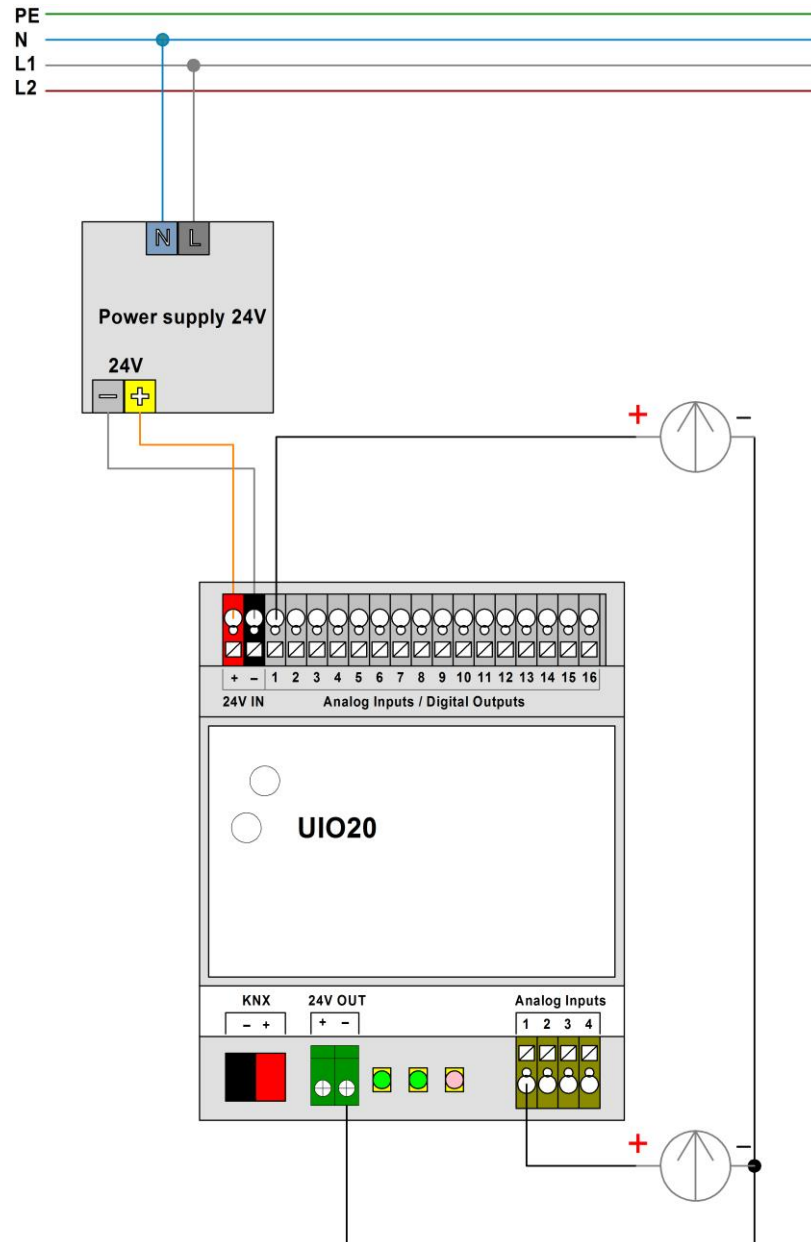 PE
N
L1
L2
N L
Power supply 24V
24V
− +
+ −
+ − 1 2 3 4 5 6 7 8 9 10 11 12 13 14 15 16
24V IN Analog Inputs / Digital Outputs
UIO20
KNX 24V OUT Analog Inputs
− + + − 1 2 3 4
+ −